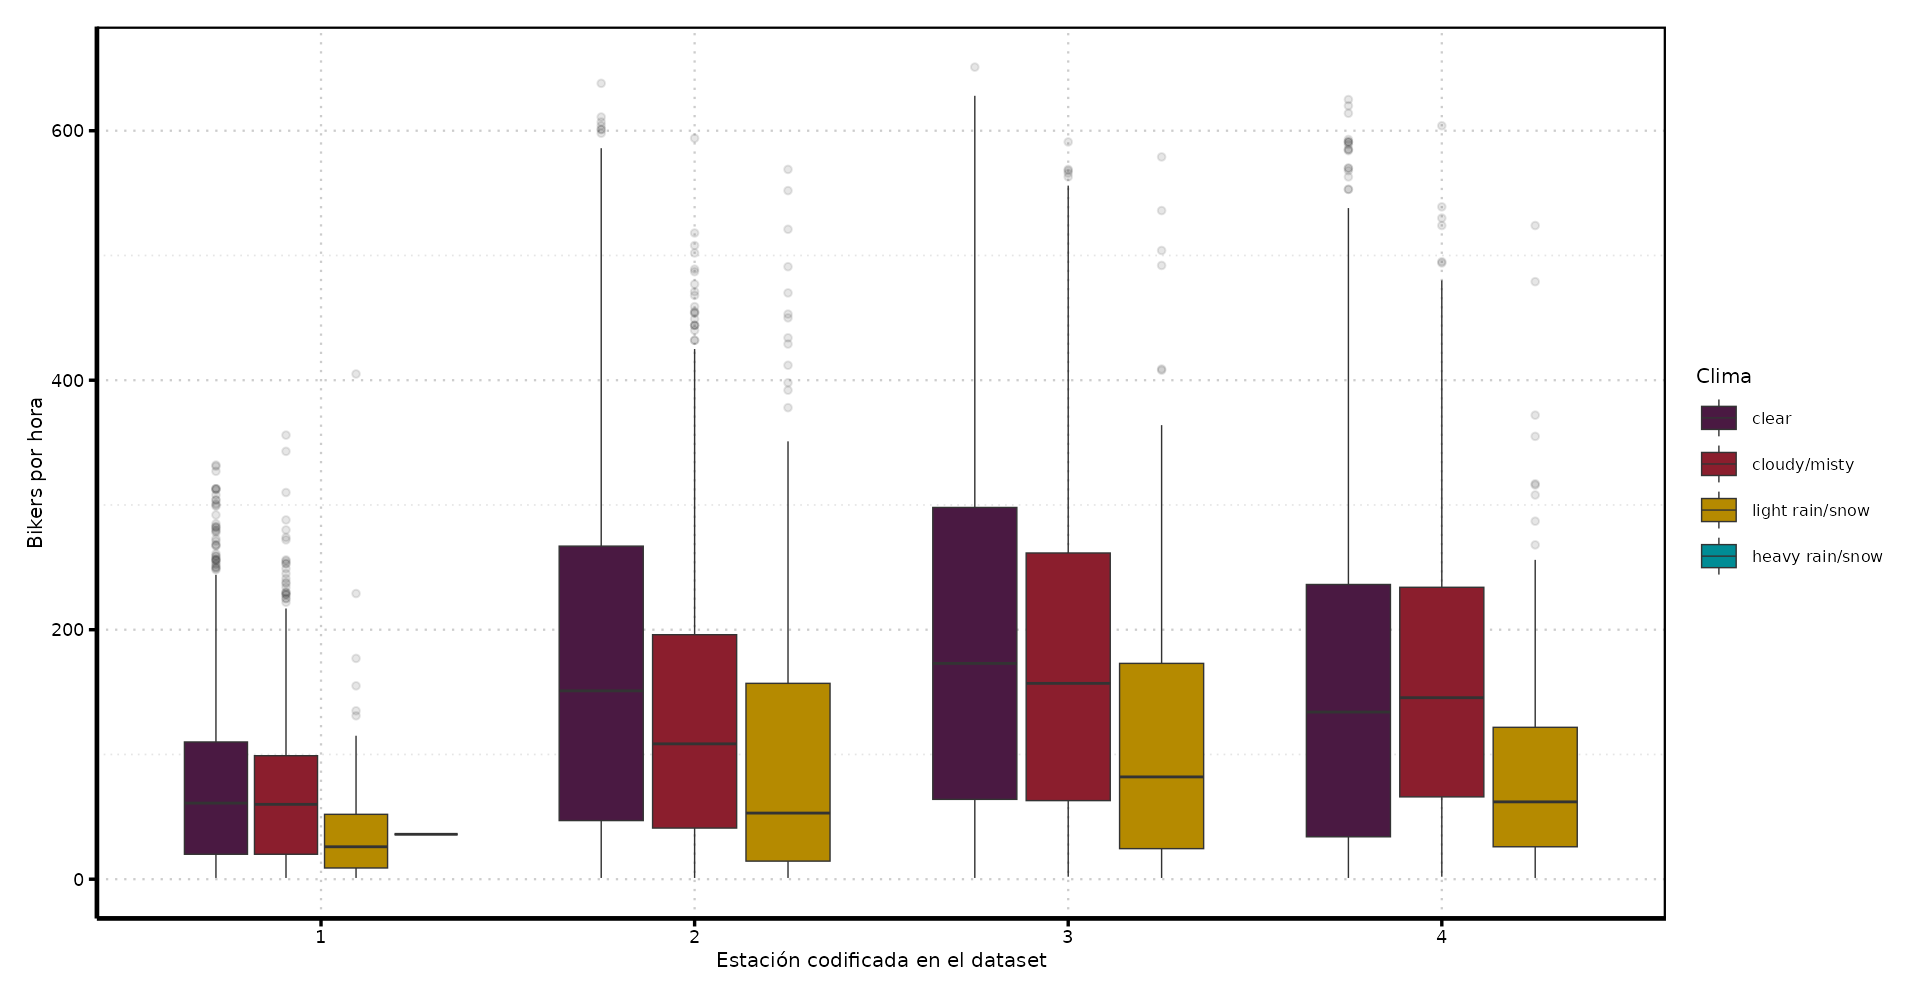 600
400
200
0
Bikers por hora
1 2 3 4
Estación codificada en el dataset
Clima
clear
cloudy/misty
light rain/snow
heavy rain/snow